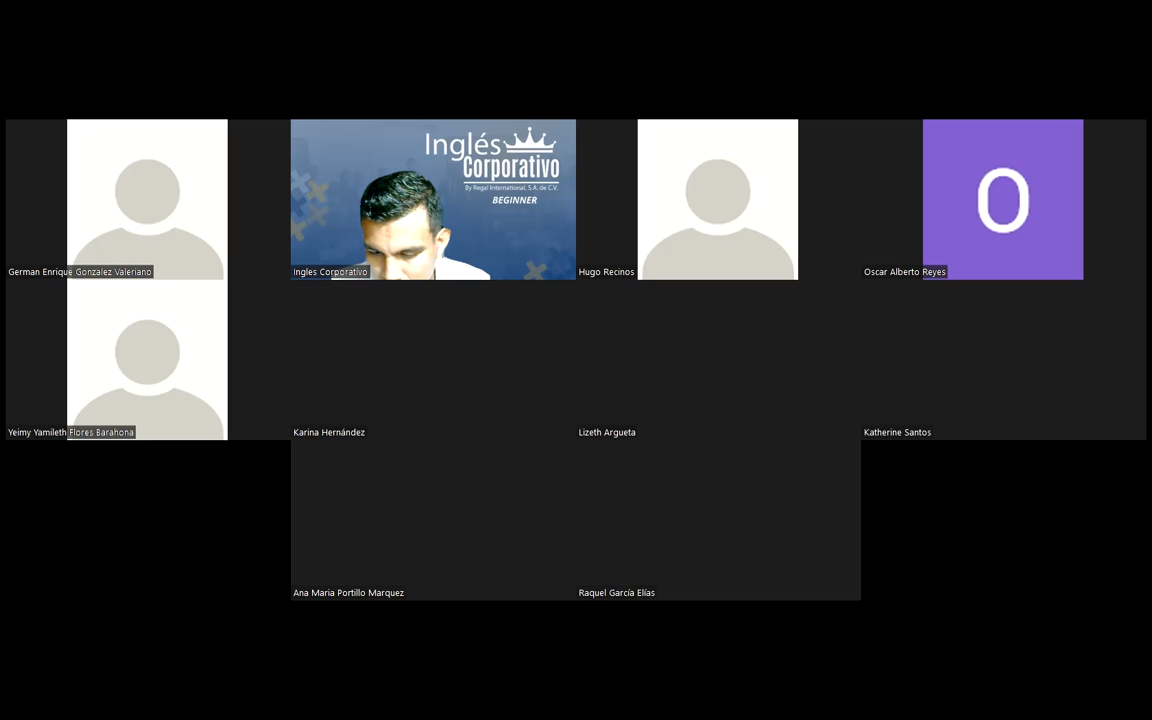 Inglés
Corporativo
By Regal International, S.A. de C.V.
BEGINNER
German Enrique Gonzalez Valeriano
Ingles Corporativo
Hugo Recinos
O
Oscar Alberto Reyes
Yeimy Yamileth Flores Barahona
Karina Hernández
Lizeth Argueta
Katherine Santos
Ana Maria Portillo Marquez
Raquel García Elías